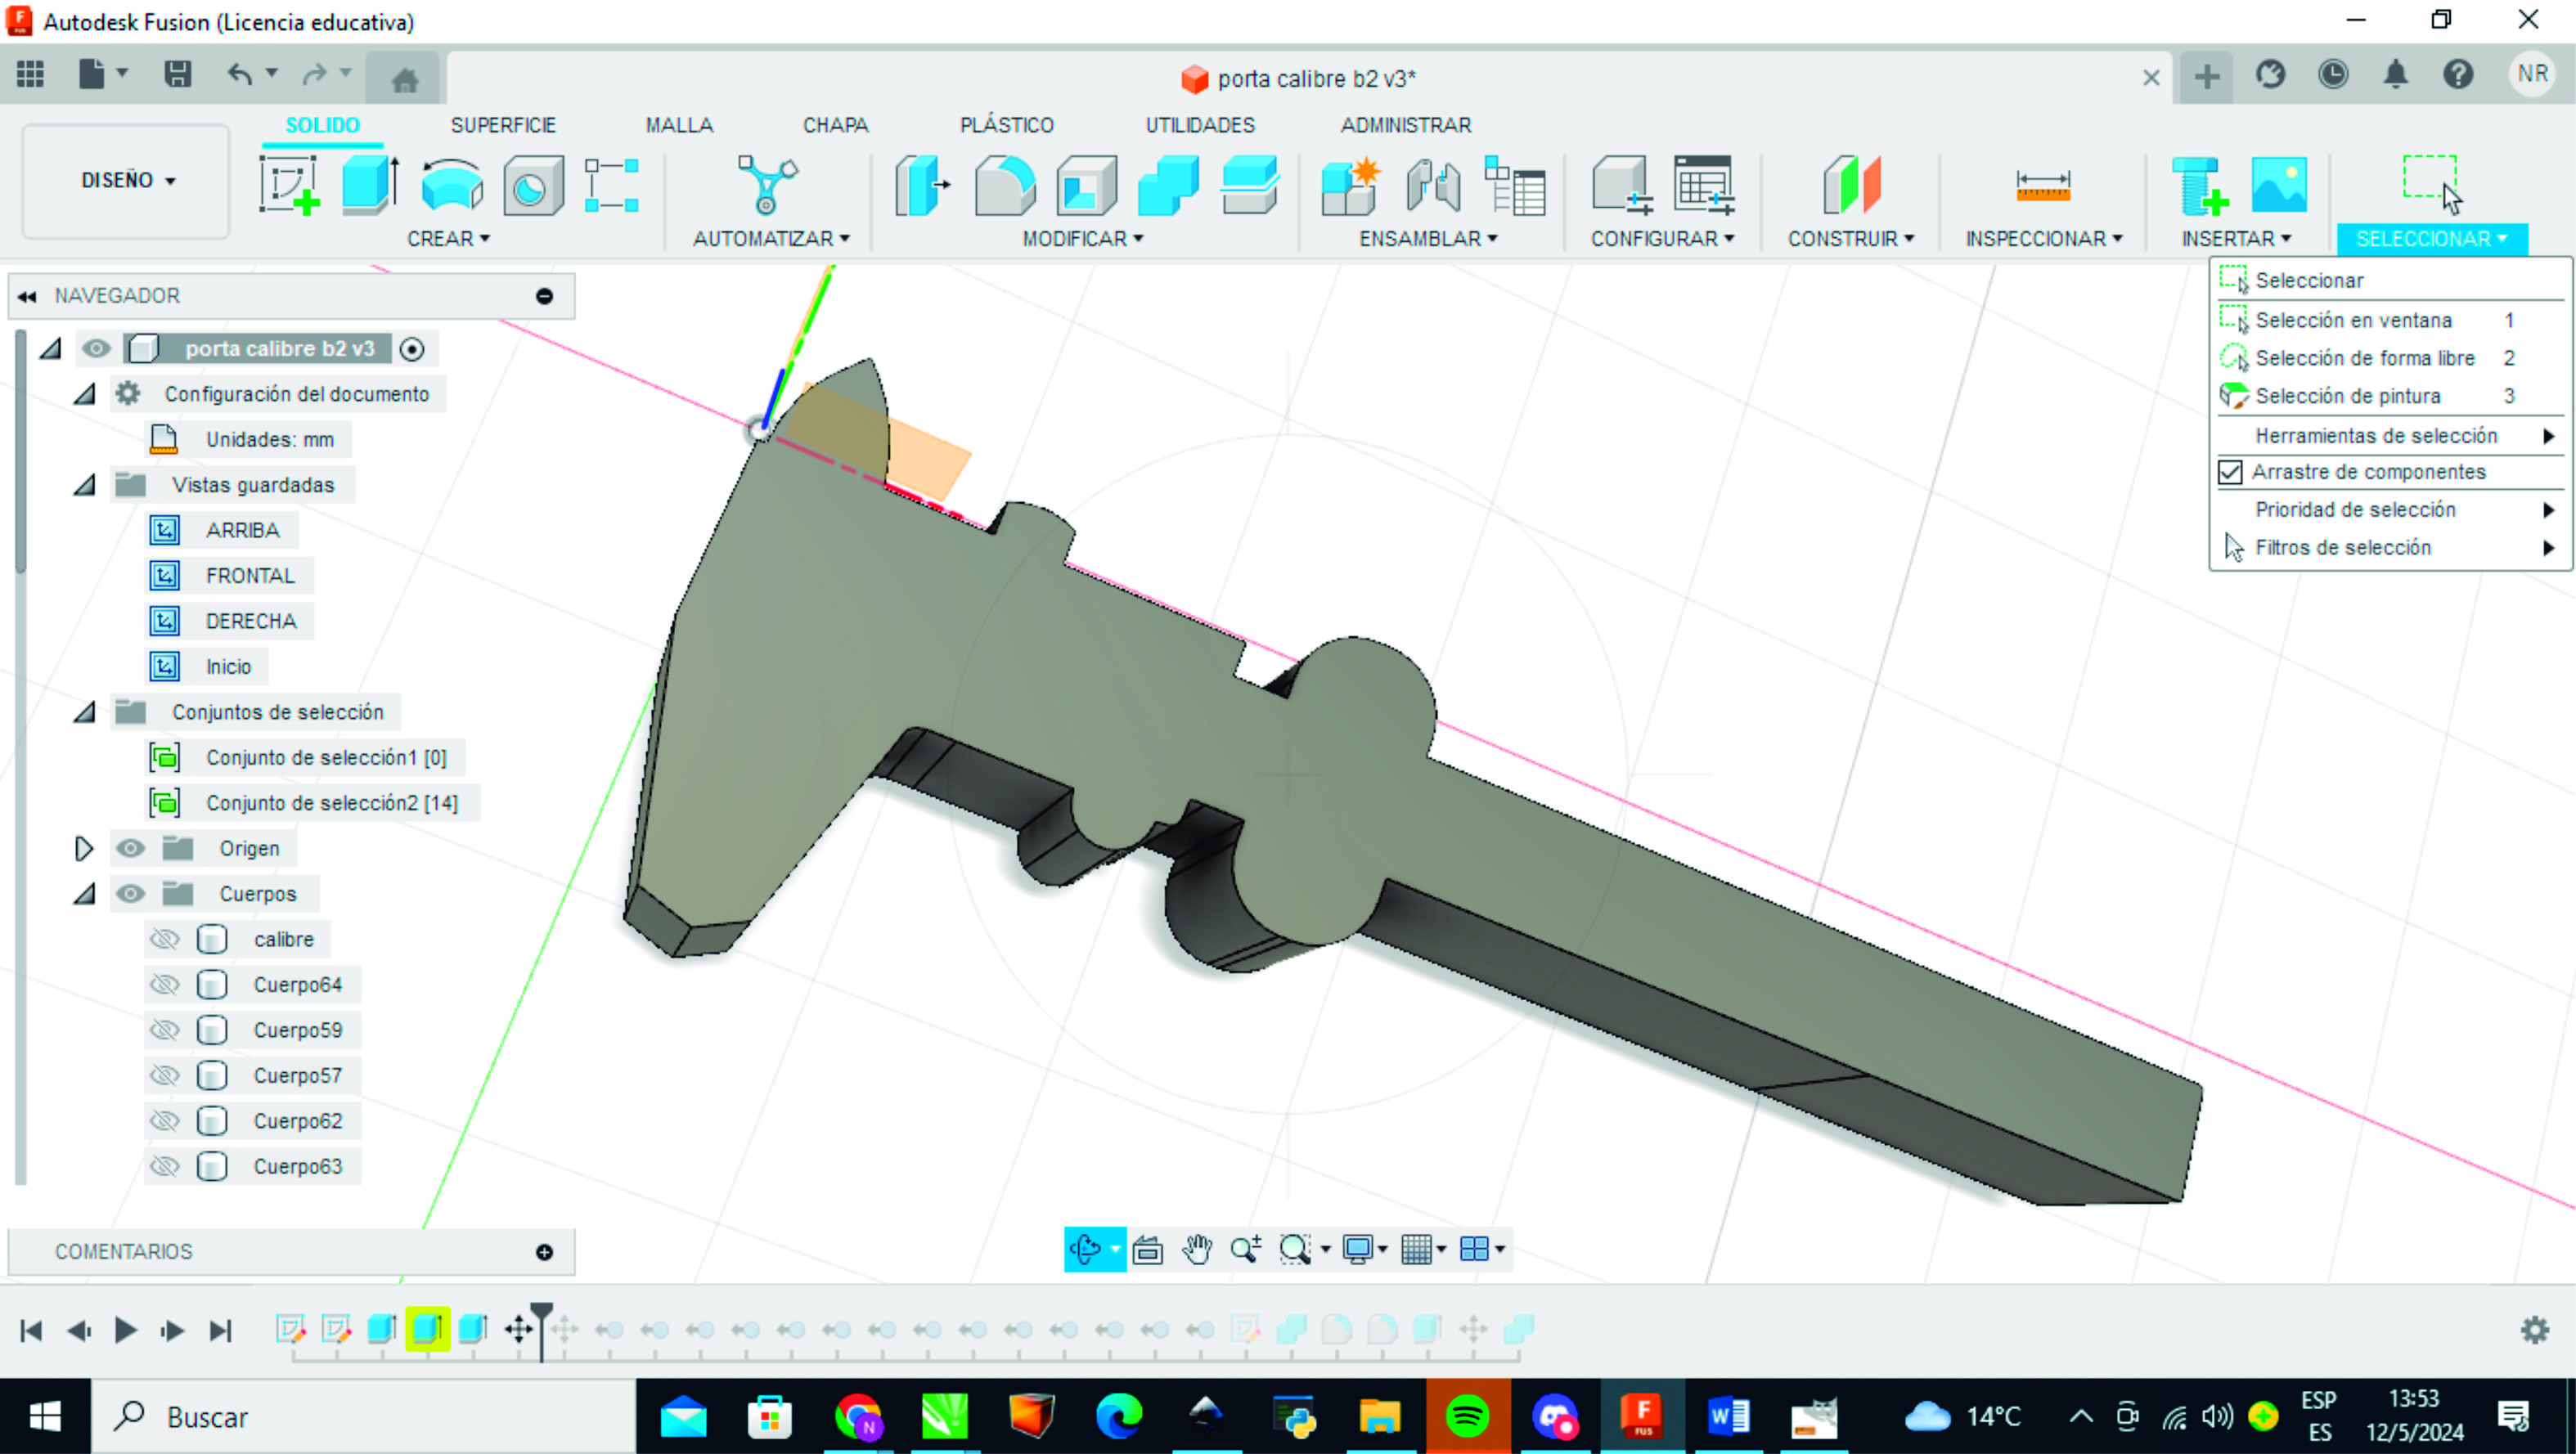 Autodesk Fusion (Licencia educativa)
porta calibre b2 v3*
NR
SOLIDO SUPERFICIE MALLA CHAPA PLÁSTICO UTILIDADES ADMINISTRAR
DISEÑO
CREAR AUTOMATIZAR MODIFICAR ENSAMBLAR CONFIGURAR CONSTRUIR INSPECCIONAR INSERTAR SELECCIONAR
NAVEGADOR
porta calibre b2 v3
Configuración del documento
Unidades: mm
Vistas guardadas
ARRIBA
FRONTAL
DERECHA
Inicio
Conjuntos de selección
Conjunto de selección1 [0]
Conjunto de selección2 [14]
Origen
Cuerpos
calibre
Cuerpo64
Cuerpo59
Cuerpo57
Cuerpo62
Cuerpo63
COMENTARIOS
Seleccionar
Selección en ventana 1
Selección de forma libre 2
Selección de pintura 3
Herramientas de selección
Arrastre de componentes
Prioridad de selección
Filtros de selección
Buscar
14°C
ESP
ES
13:53
12/5/2024